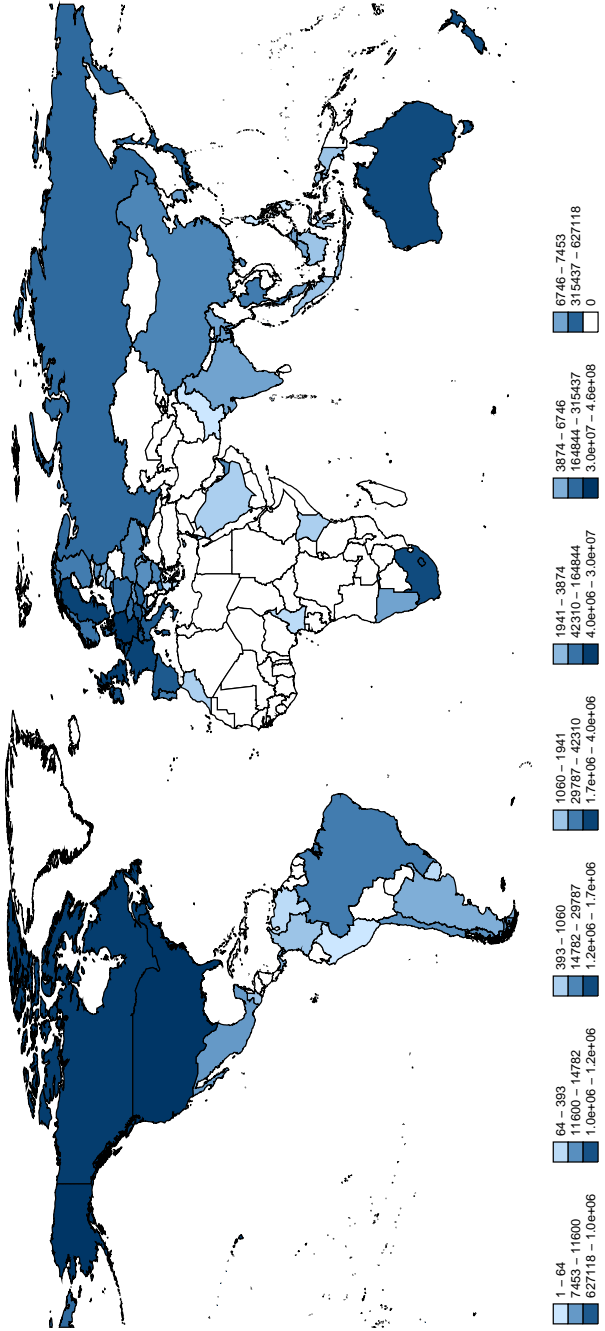 1 − 64
7453 − 11600
627118 − 1.0e+06
64 − 393
11600 − 14782
1.0e+06 − 1.2e+06
393 − 1060
14782 − 29787
1.2e+06 − 1.7e+06
1060 − 1941
29787 − 42310
1.7e+06 − 4.0e+06
1941 − 3874
42310 − 164844
4.0e+06 − 3.0e+07
3874 − 6746
164844 − 315437
3.0e+07 − 4.6e+08
6746 − 7453
315437 − 627118
0